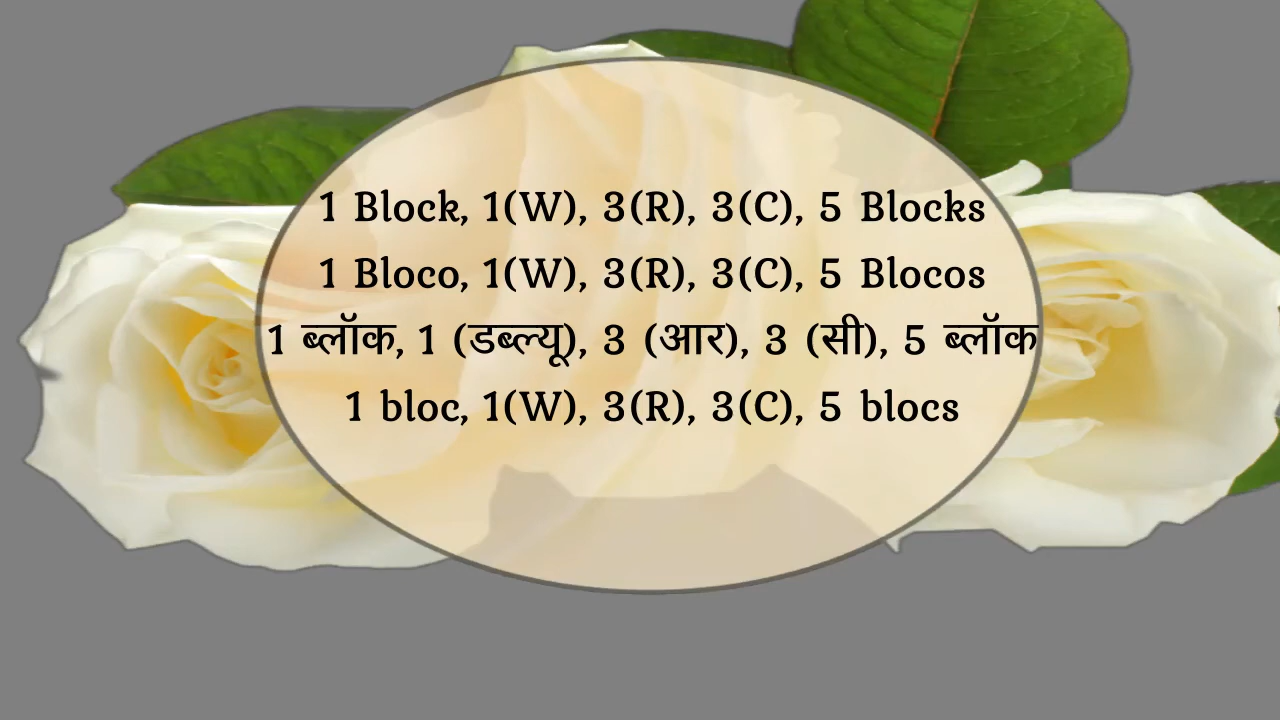 1 Block, 1(W), 3(R), 3(C), 5 Blocks
1 Bloco, 1(W), 3(R), 3(C), 5 Blocos
1 ब्लॉक, 1 (डब्ल्यू), 3 (आर), 3 (सी), 5 ब्लॉक
1 bloc, 1(W), 3(R), 3(C), 5 blocs